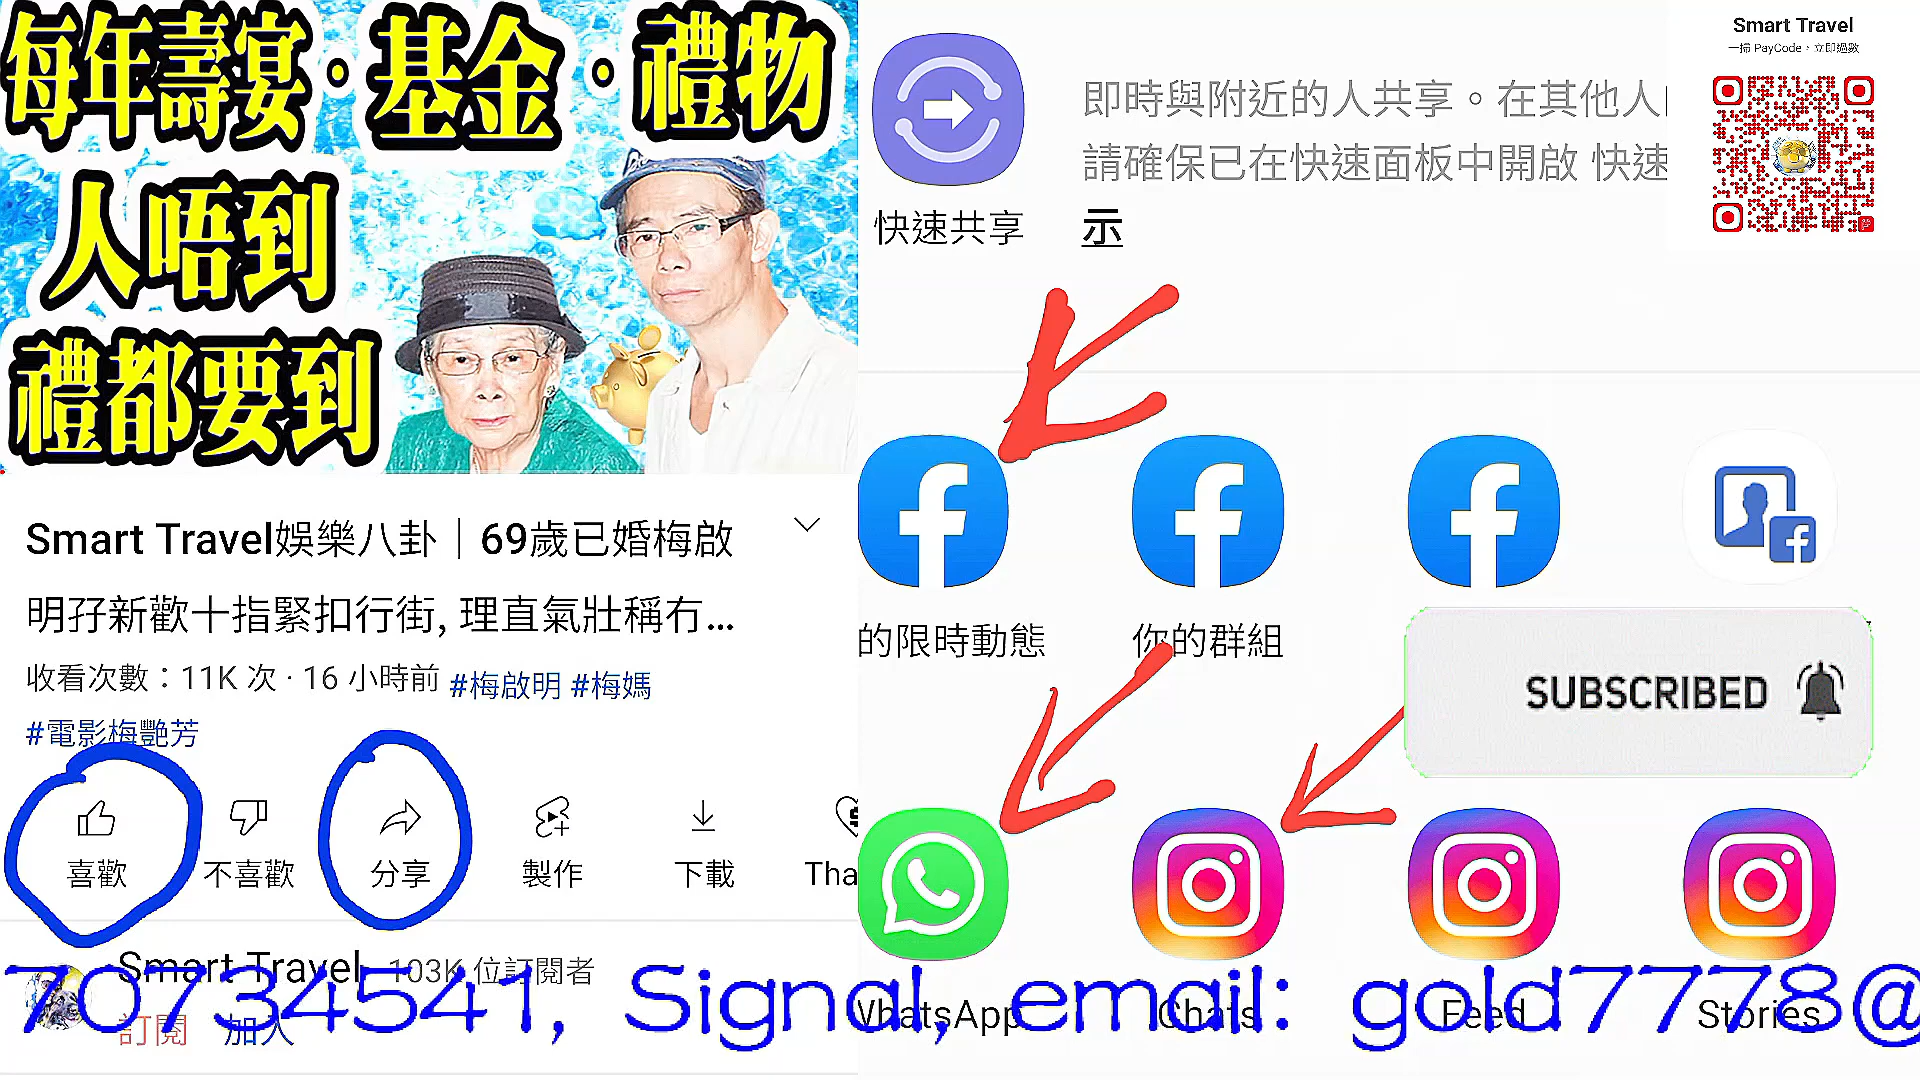 每年壽宴·基金·禮物
人唔到
禮都要到
Smart Travel娛樂八卦｜69歲已婚梅啟
明孖新歡十指緊扣行街, 理直氣壯稱冇...
收看次數：11K 次 · 16 小時前 #梅啟明 #梅媽
#電影梅艷芳
喜歡
不喜歡
分享
製作
下載
Tha
Smart Travel 103K 位訂閱者
訂閱 加入
即時與附近的人共享。在其他人
請確保已在快速面板中開啟 快速
示
快速共享
Smart Travel
一掃 PayCode，立即過數
的限時動態
你的群組
SUBSCRIBED
WhatsApp
Chats
Feed
Stories
70734541, Signal, email: gold7778@